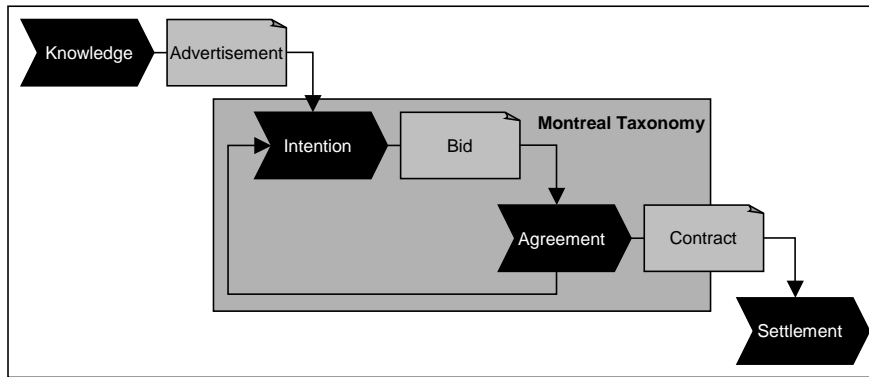 Knowledge
Advertisement
Montreal Taxonomy
Intention
Bid
Agreement
Contract
Settlement